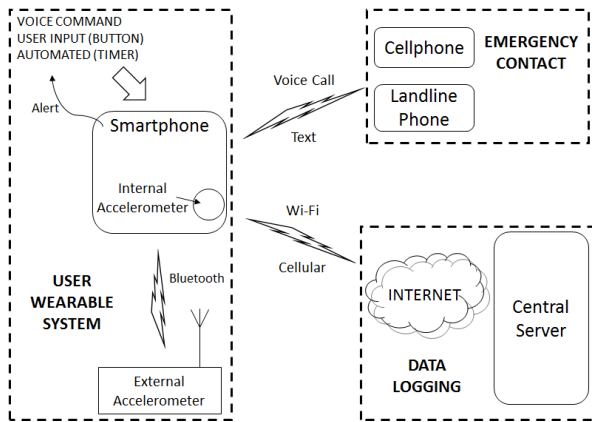 VOICE COMMAND
USER INPUT (BUTTON)
AUTOMATED (TIMER)
Alert
Smartphone
Internal
Accelerometer
Bluetooth
USER
WEARABLE
SYSTEM
External
Accelerometer
Voice Call
Text
Cellphone
Landline
Phone
EMERGENCY
CONTACT
Wi-Fi
Cellular
INTERNET
Central
Server
DATA
LOGGING